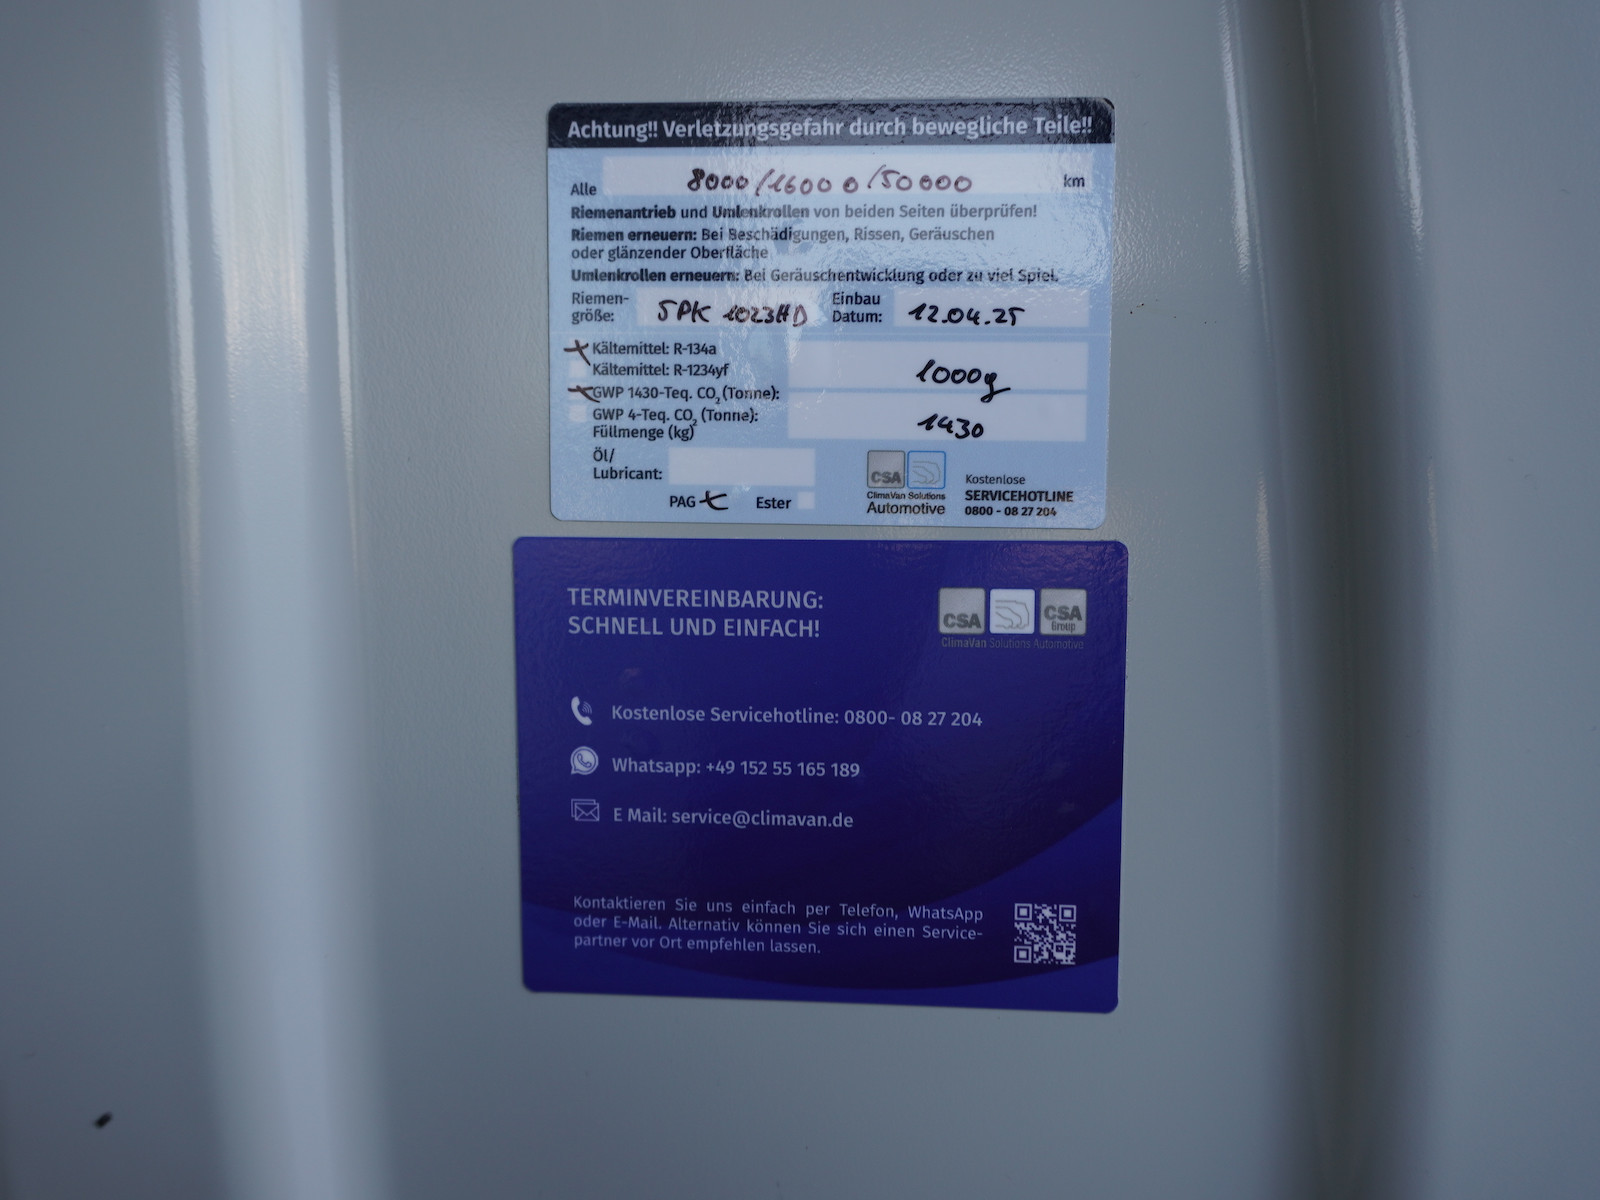 Achtung!! Verletzungsgefahr durch bewegliche Teile!!
Alle 8000/16000/50000 km
Riemenantrieb und Umlenkrollen von beiden Seiten überprüfen!
Riemen erneuern: Bei Beschädigungen, Rissen, Geräuschen
oder glänzender Oberfläche
Umlenkrollen erneuern: Bei Geräuschentwicklung oder zu viel Spiel.
Riemen-
größe: 5PK 1023HD
Einbau
Datum: 12.04.25
Kältemittel: R-134a
Kältemittel: R-1234yf
1000g
GWP 1430-Teq. CO2 (Tonne):
GWP 4-Teq. CO2 (Tonne):
Füllmenge (kg)
1430
Öl/
Lubricant:
PAG Ester
CSA
ClimaVan Solutions
Automotive
Kostenlose
SERVICEHOTLINE
0800 - 08 27 204
TERMINVEREINBARUNG:
SCHNELL UND EINFACH!
CSA CSA
Group
ClimaVan Solutions Automotive
Kostenlose Servicehotline: 0800- 08 27 204
Whatsapp: +49 152 55 165 189
E Mail: service@climavan.de
Kontaktieren Sie uns einfach per Telefon, WhatsApp
oder E-Mail. Alternativ können Sie sich einen Service-
partner vor Ort empfehlen lassen.